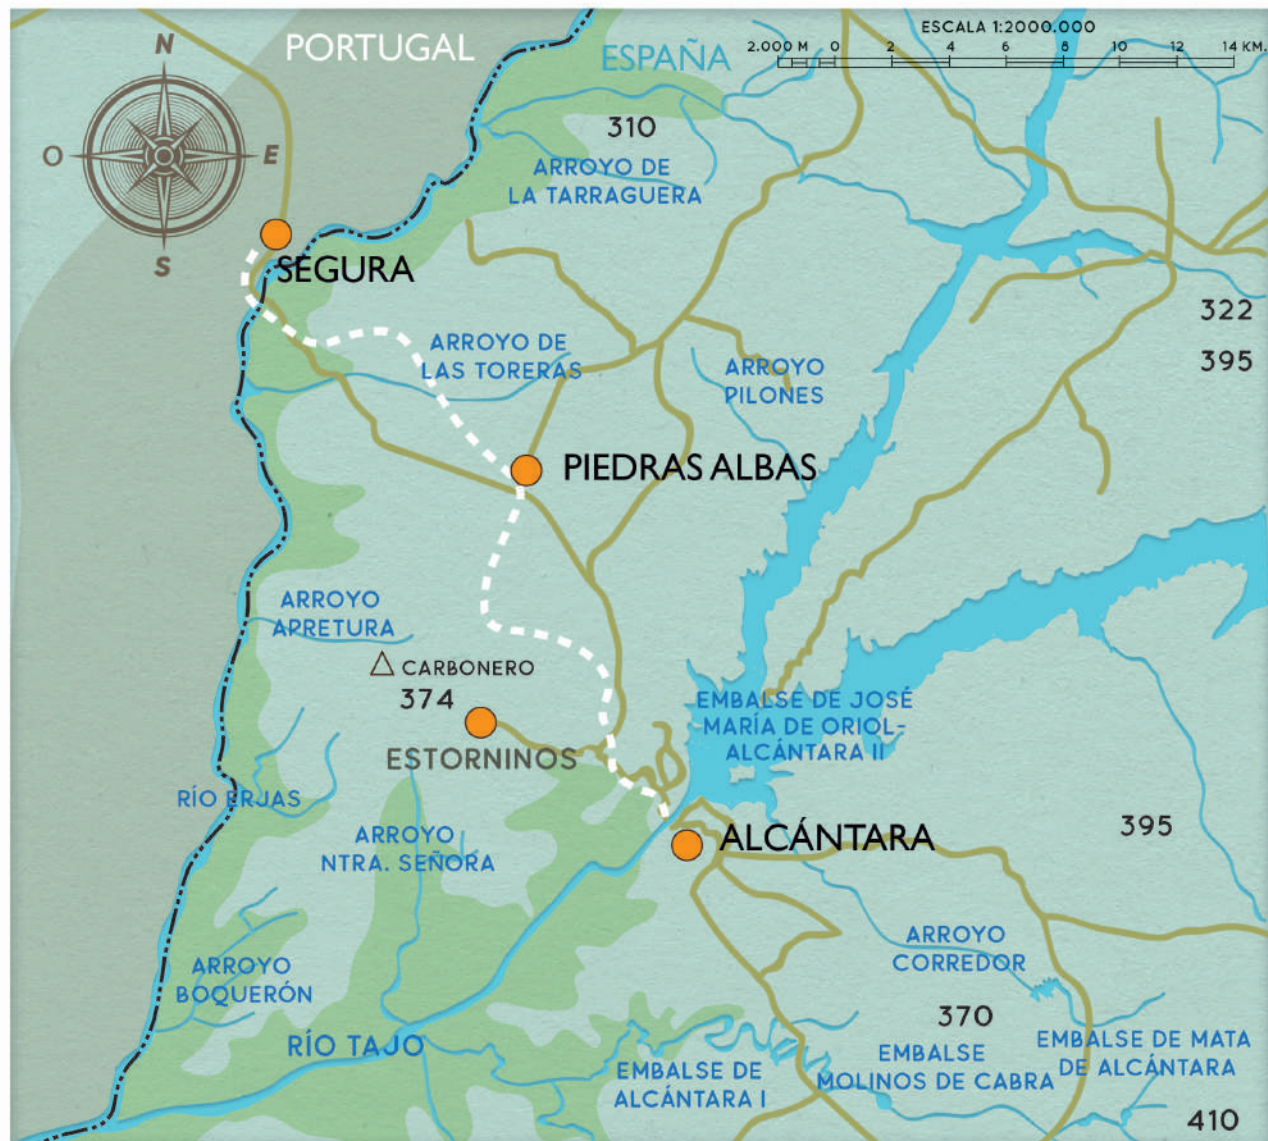 ESCALA 1:2000.000
2.000 M 0 2 4 6 8 10 12 14 KM.
N
PORTUGAL
ESPAÑA
O
E
S
310
ARROYO DE
LA TARRAGUERA
SEGURA
322
395
ARROYO DE
LAS TORERAS
ARROYO
PILONES
PIEDRAS ALBAS
ARROYO
APRETURA
CARBONERO
374
ESTORNINOS
EMBALSE DE JOSÉ
MARÍA DE ORIOL-
ALCÁNTARA II
RÍO ERJAS
ARROYO
NTRA. SEÑORA
ALCÁNTARA
395
ARROYO
BOQUERÓN
ARROYO
CORREDOR
RÍO TAJO
370
EMBALSE DE
ALCÁNTARA I
EMBALSE
MOLINOS DE CABRA
EMBALSE DE MATA
DE ALCÁNTARA
410